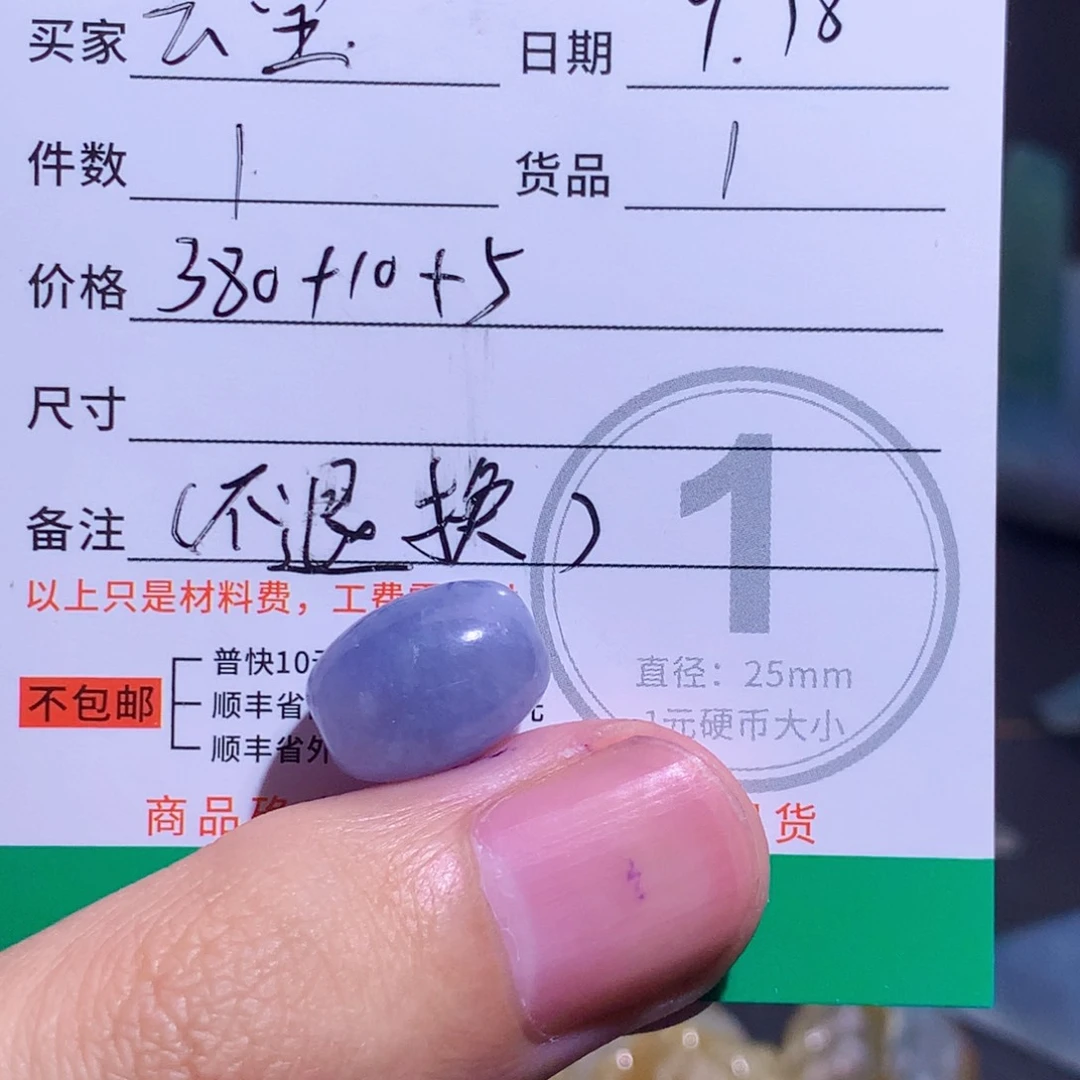 买家 云莹. 日期 9.18
件数 1. 货品 1
价格 380+10+5
尺寸
备注 (不退换)
以上只是材料费，工费
1
直径：25mm
1元硬币大小
不包邮
普快10
顺丰省 元
顺丰省外
商品 货